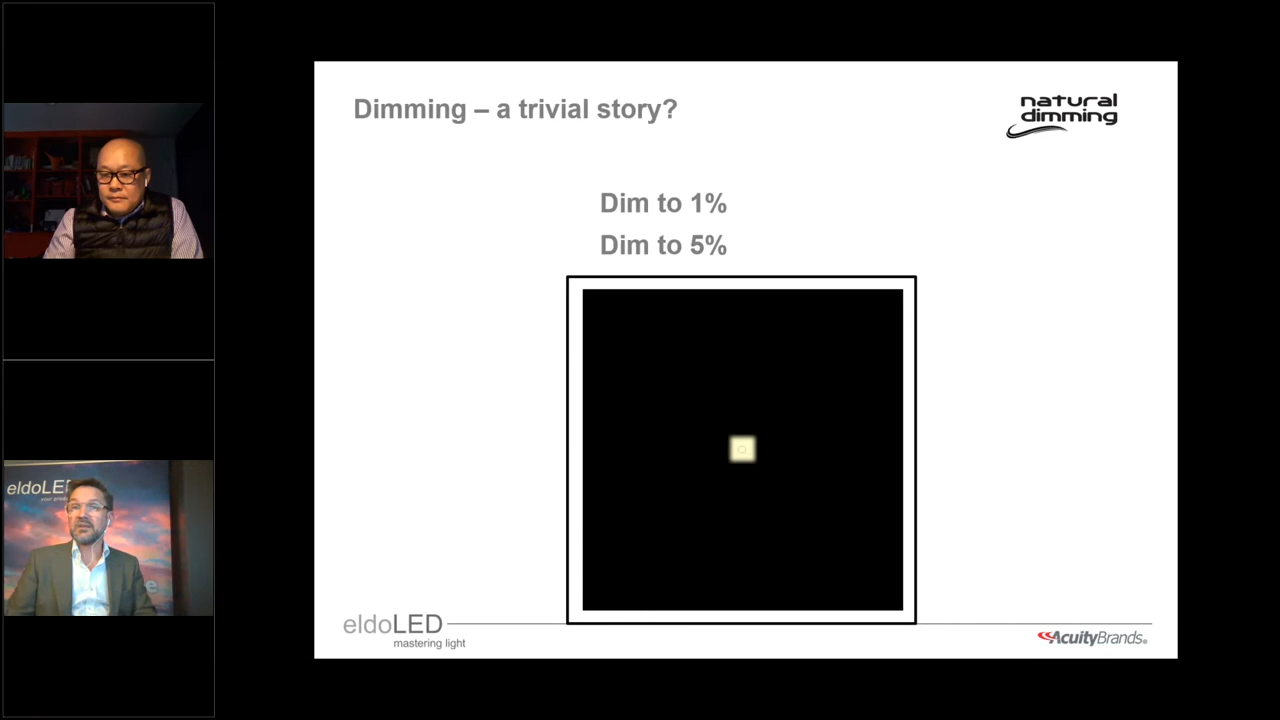 Dimming – a trivial story?
natural
dimming
Dim to 1%
Dim to 5%
eldoLED
eldoLED
mastering light
AcuityBrands®